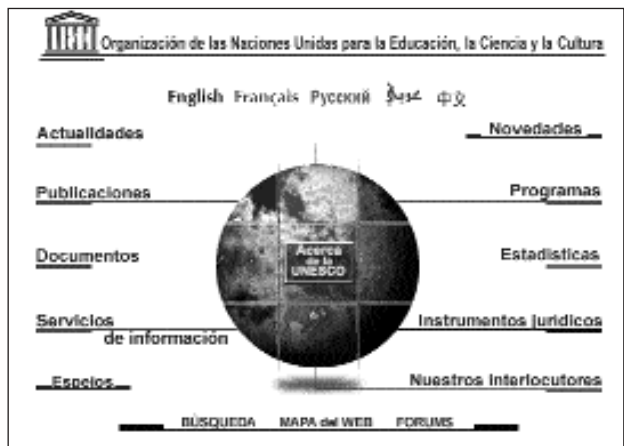 Organización de las Naciones Unidas para la Educación, la Ciencia y la Cultura
English Français Русский عربي 中文
Actualidades
Novedades
Publicaciones
Programas
Acerca
de la
UNESCO
Documentos
Estadísticas
Servicios
de información
Instrumentos jurídicos
Espejos
Nuestros interlocutores
BÚSQUEDA MAPA del WEB FORUMS